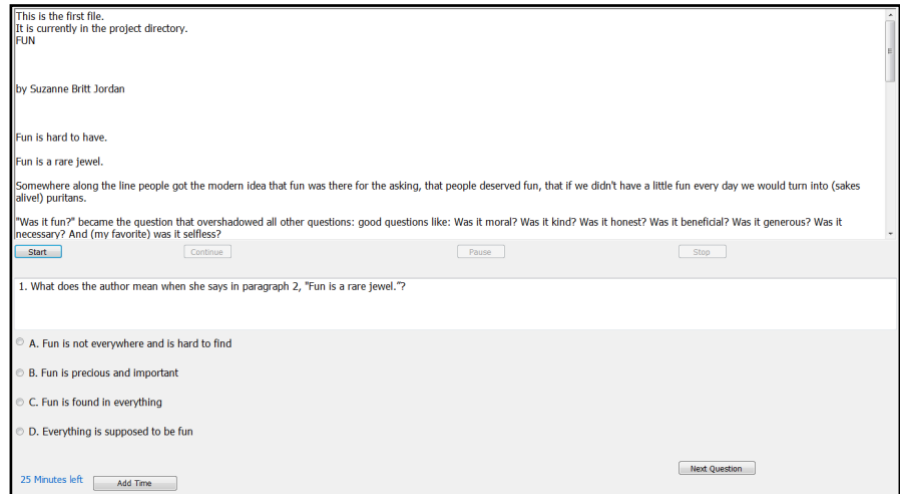 This is the first file.
It is currently in the project directory.
FUN
by Suzanne Britt Jordan
Fun is hard to have.
Fun is a rare jewel.
Somewhere along the line people got the modern idea that fun was there for the asking, that people deserved fun, that if we didn't have a little fun every day we would turn into (sakes
alive!) puritans.
"Was it fun?" became the question that overshadowed all other questions: good questions like: Was it moral? Was it kind? Was it honest? Was it beneficial? Was it generous? Was it
necessary? And (my favorite) was it selfless?
Start Continue Pause Stop
1. What does the author mean when she says in paragraph 2, "Fun is a rare jewel."?
A. Fun is not everywhere and is hard to find
B. Fun is precious and important
C. Fun is found in everything
D. Everything is supposed to be fun
Next Question
25 Minutes left Add Time